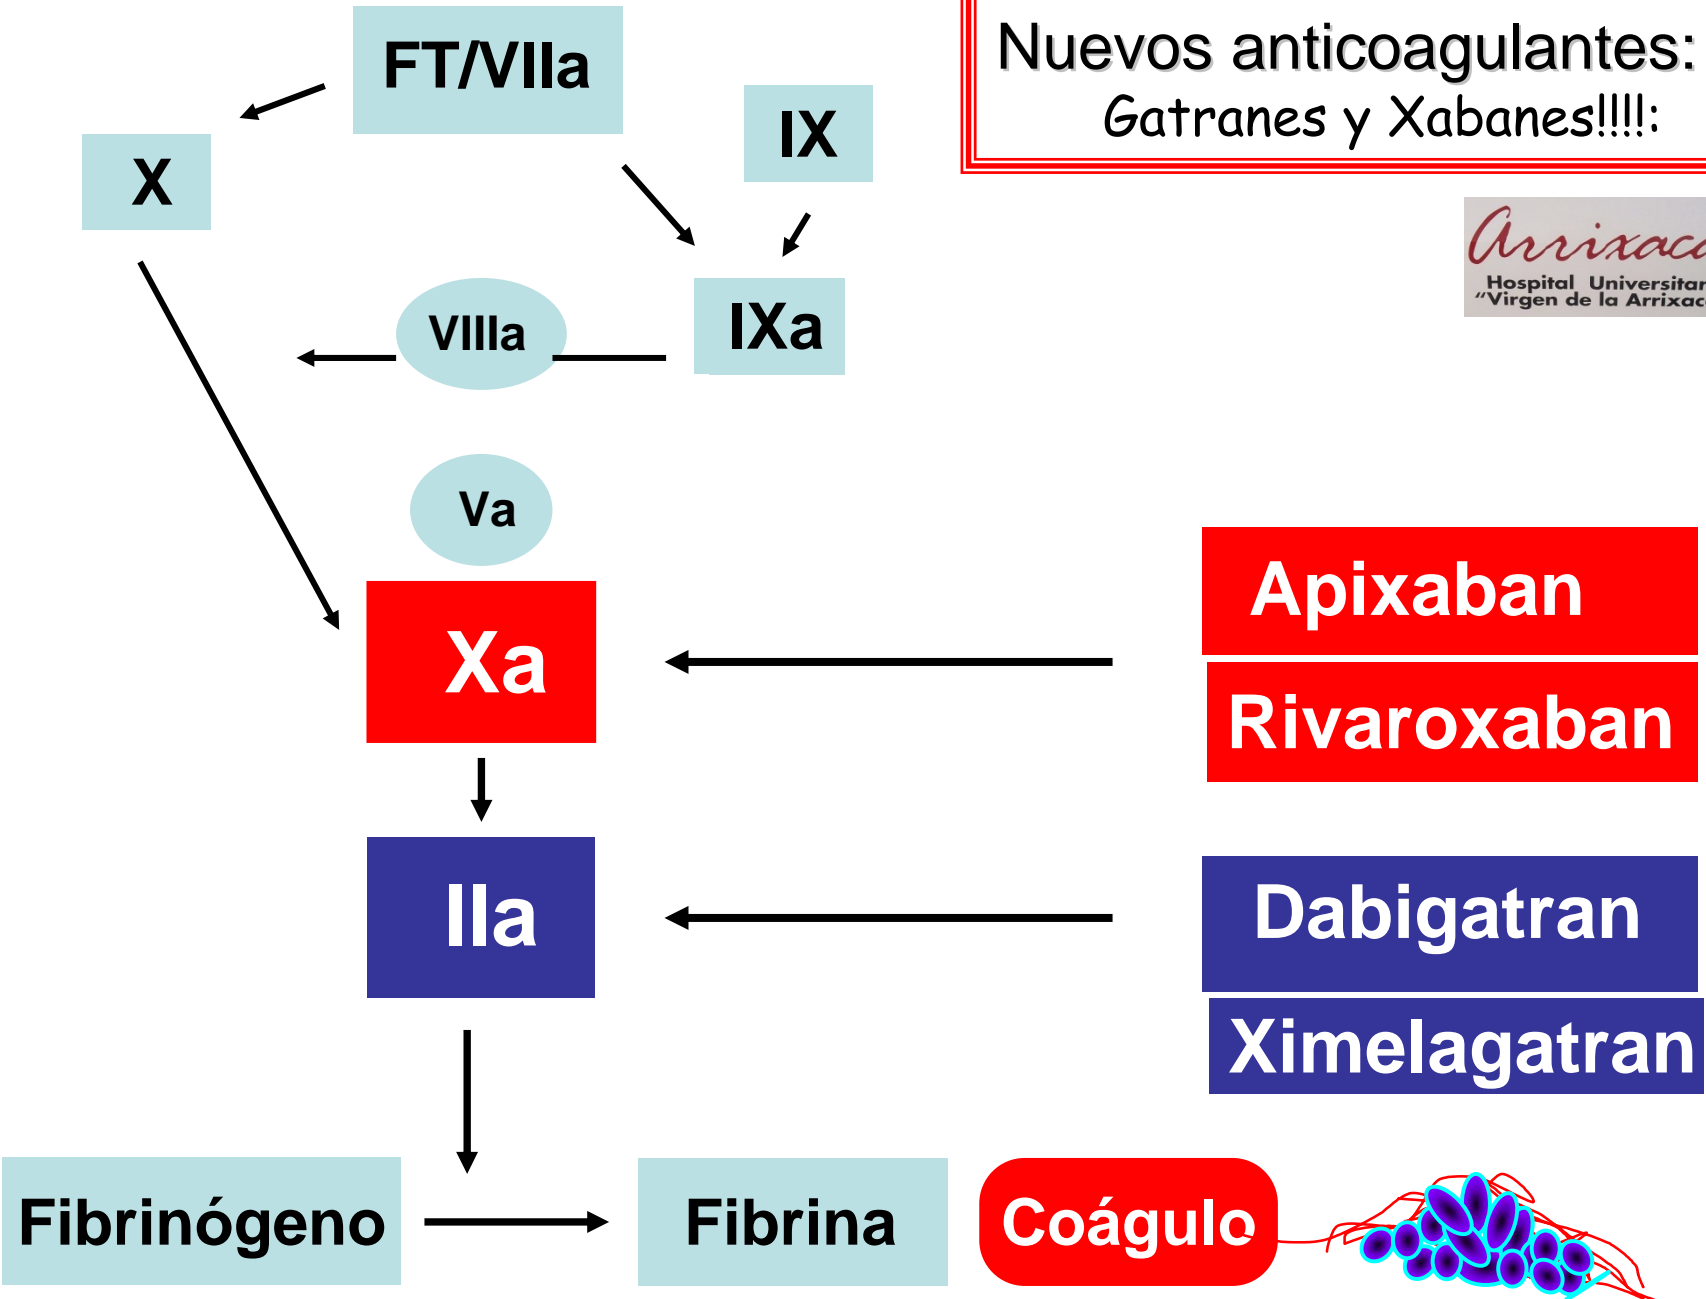 Nuevos anticoagulantes:
Gatranes y Xabanes!!!!:
FT/VIIa
IX
X
Arrixaca
Hospital Universitar
"Virgen de la Arrixac
VIIIa
IXa
Va
Apixaban
Xa
Rivaroxaban
IIa
Dabigatran
Ximelagatran
Fibrinógeno
Fibrina
Coágulo